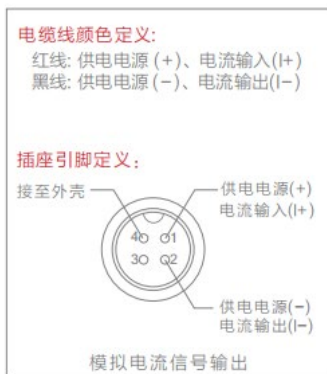 电缆线颜色定义:
红线: 供电电源 (+)、电流输入(I+)
黑线: 供电电源 (−)、电流输出(I−)
插座引脚定义：
接至外壳
供电电源(+)
电流输入(I+)
4 1
3 2
供电电源(−)
电流输出(I−)
模拟电流信号输出